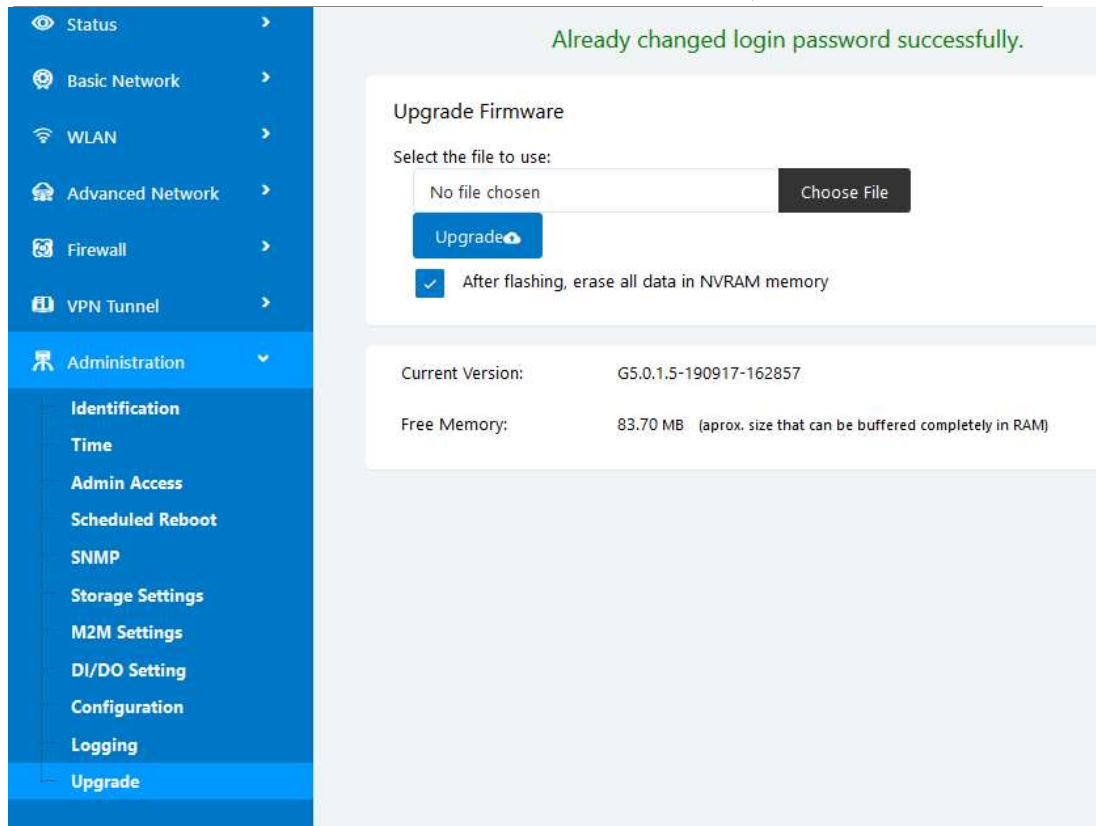 Status
Basic Network
WLAN
Advanced Network
Firewall
VPN Tunnel
Administration
Identification
Time
Admin Access
Scheduled Reboot
SNMP
Storage Settings
M2M Settings
DI/DO Setting
Configuration
Logging
Upgrade
Already changed login password successfully.
Upgrade Firmware
Select the file to use:
No file chosen Choose File
Upgrade
After flashing, erase all data in NVRAM memory
Current Version: G5.0.1.5-190917-162857
Free Memory: 83.70 MB (aprox. size that can be buffered completely in RAM)